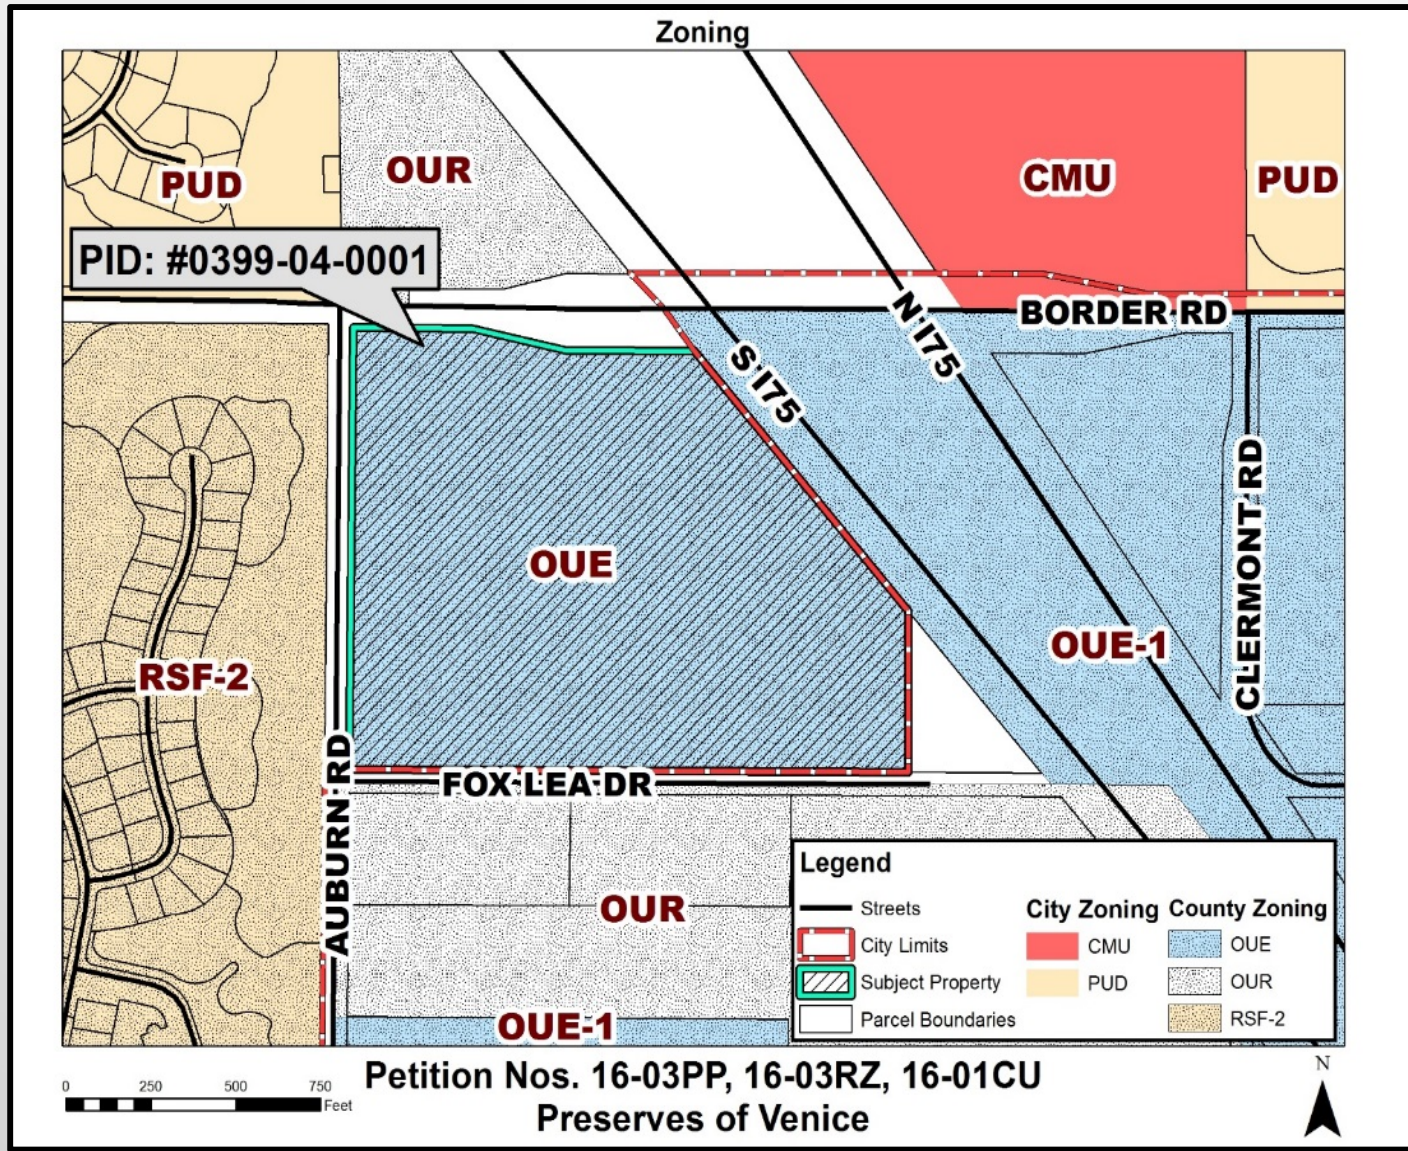 Zoning
OUR
PUD
CMU
PUD
PID: #0399-04-0001
N I75
BORDER RD
S I75
CLERMONT RD
OUE
OUE-1
RSF-2
AUBURN RD
FOX LEA DR
OUR
OUE-1
Legend
Streets
City Limits
Subject Property
Parcel Boundaries
City Zoning
CMU
PUD
County Zoning
OUE
OUR
RSF-2
0 250 500 750
Feet
Petition Nos. 16-03PP, 16-03RZ, 16-01CU
Preserves of Venice
N